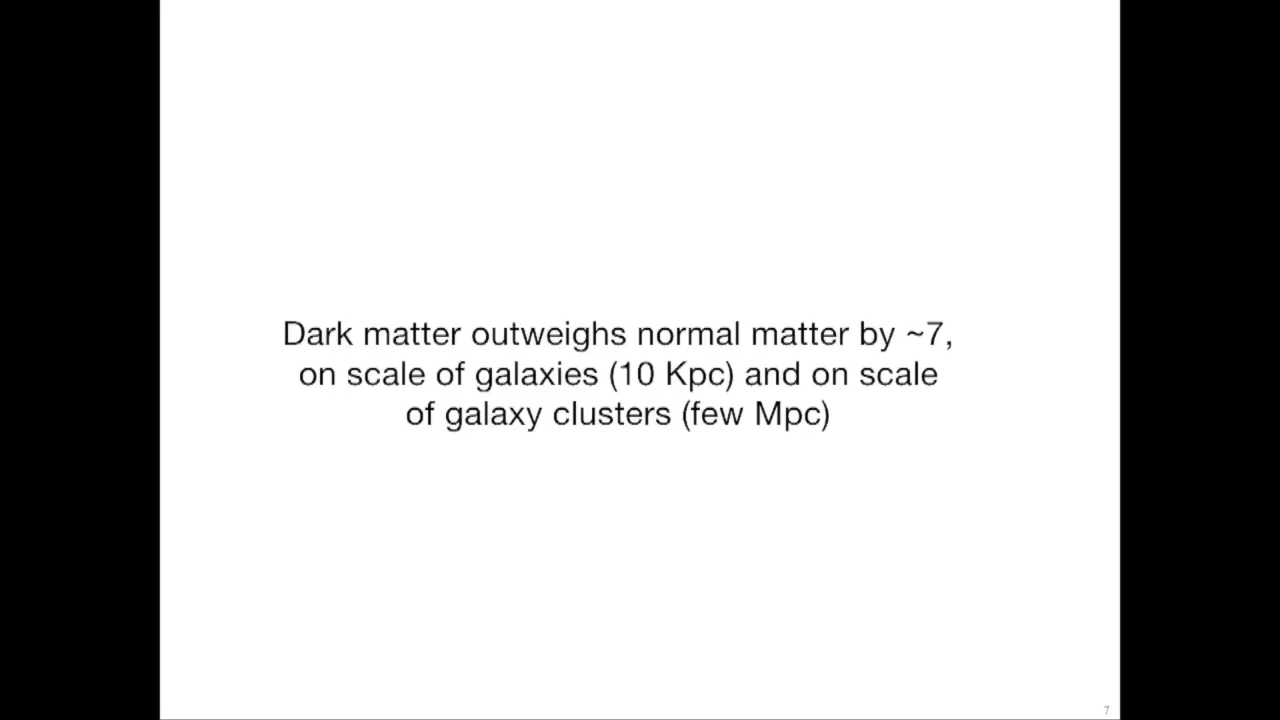 Dark matter outweighs normal matter by ~7,
on scale of galaxies (10 Kpc) and on scale
of galaxy clusters (few Mpc)
7